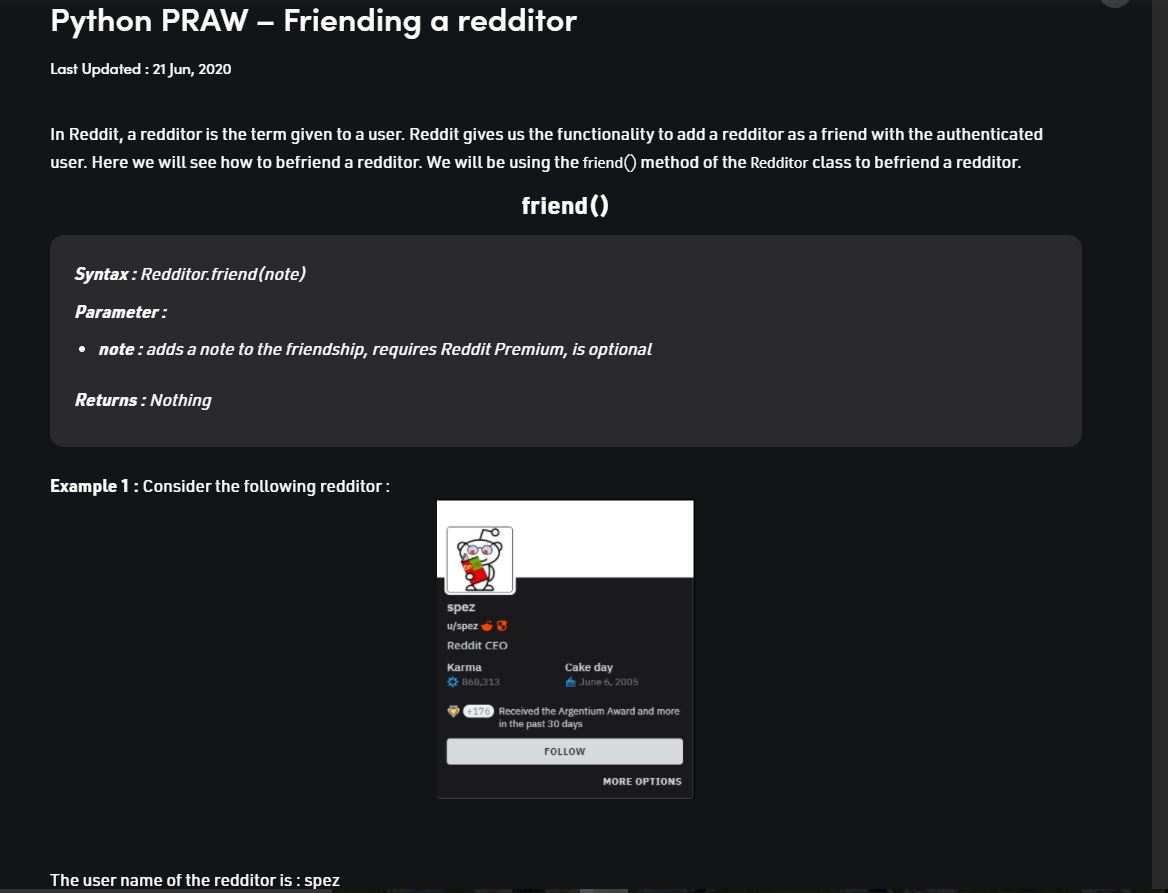 Python PRAW – Friending a redditor
Last Updated : 21 Jun, 2020
In Reddit, a redditor is the term given to a user. Reddit gives us the functionality to add a redditor as a friend with the authenticated
user. Here we will see how to befriend a redditor. We will be using the friend() method of the Redditor class to befriend a redditor.
friend()
Syntax : Redditor.friend(note)
Parameter :
• note : adds a note to the friendship, requires Reddit Premium, is optional
Returns : Nothing
Example 1 : Consider the following redditor :
spez
u/spez
Reddit CEO
Karma Cake day
868,313 June 6, 2005
+176 Received the Argentium Award and more
in the past 30 days
FOLLOW
MORE OPTIONS
The user name of the redditor is : spez